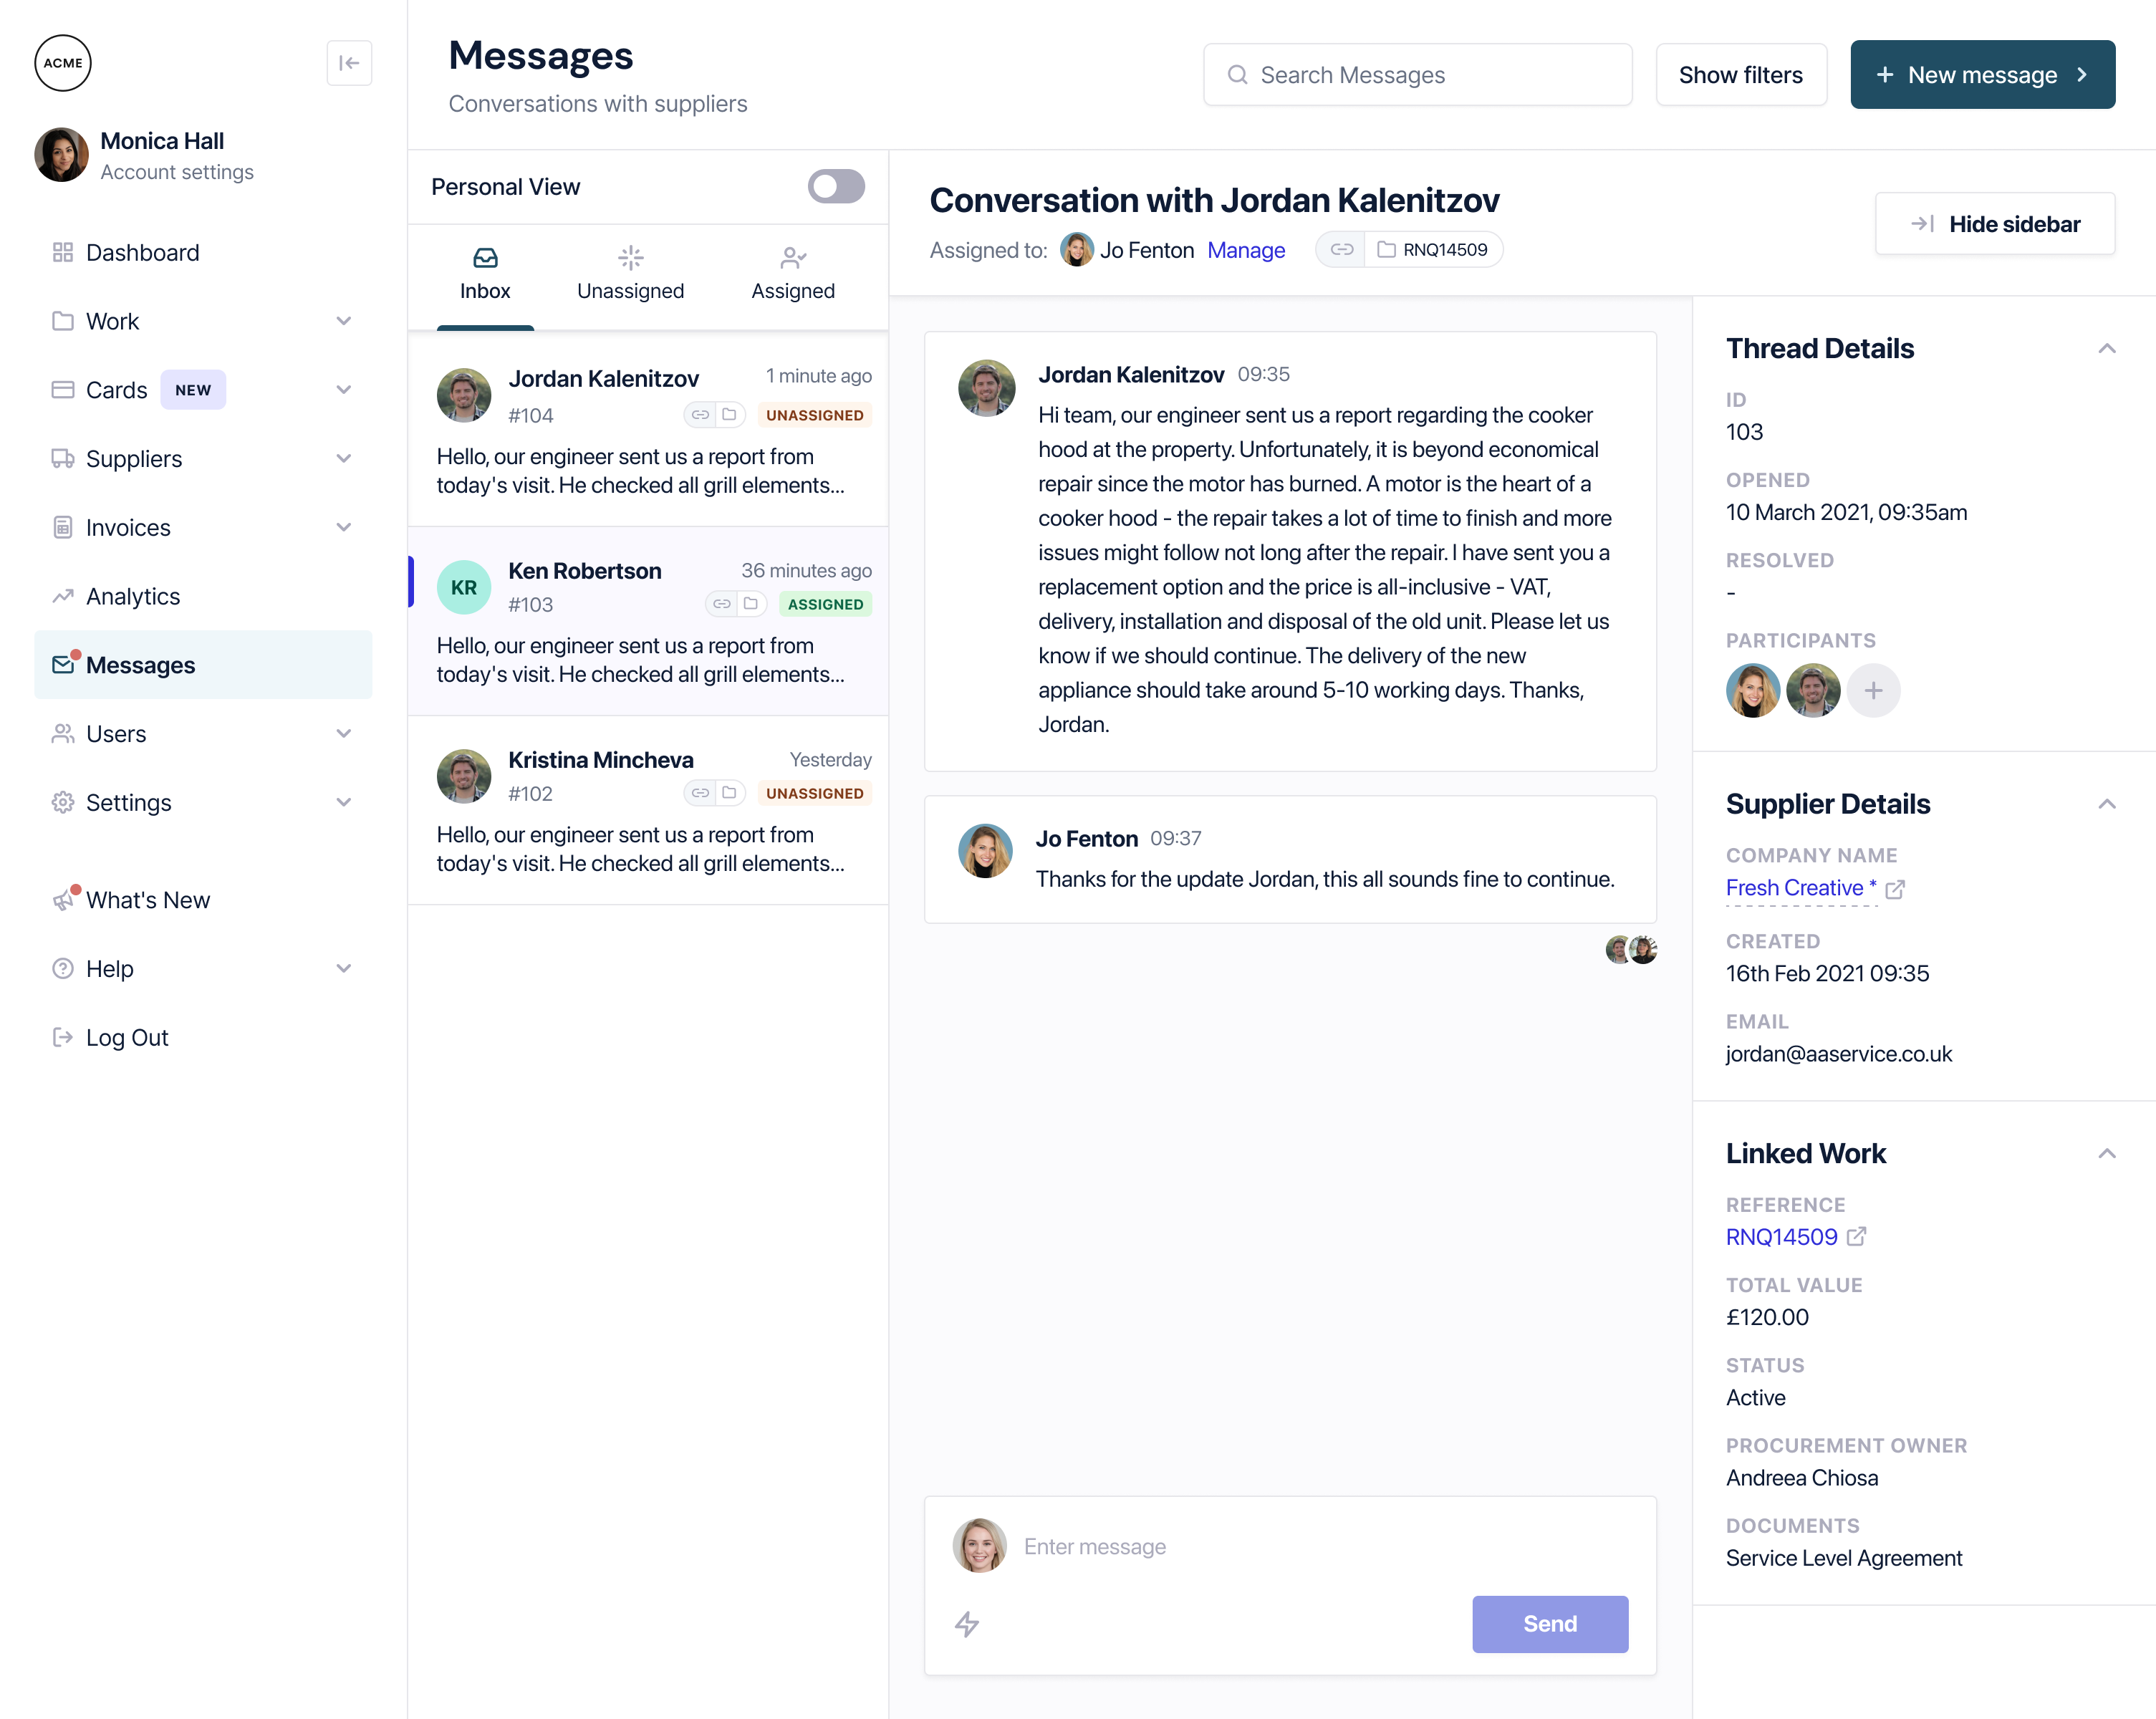 ACME
Monica Hall
Account settings
Dashboard
Work
Cards NEW
Suppliers
Invoices
Analytics
Messages
Users
Settings
What's New
Help
Log Out
Messages
Conversations with suppliers
Search Messages
Show filters
+ New message
Personal View
Inbox
Unassigned
Assigned
Jordan Kalenitzov 1 minute ago
#104 UNASSIGNED
Hello, our engineer sent us a report from
today's visit. He checked all grill elements...
KR
Ken Robertson 36 minutes ago
#103 ASSIGNED
Hello, our engineer sent us a report from
today's visit. He checked all grill elements...
Kristina Mincheva Yesterday
#102 UNASSIGNED
Hello, our engineer sent us a report from
today's visit. He checked all grill elements...
Conversation with Jordan Kalenitzov
Assigned to: Jo Fenton Manage RNQ14509
Hide sidebar
Jordan Kalenitzov 09:35
Hi team, our engineer sent us a report regarding the cooker
hood at the property. Unfortunately, it is beyond economical
repair since the motor has burned. A motor is the heart of a
cooker hood - the repair takes a lot of time to finish and more
issues might follow not long after the repair. I have sent you a
replacement option and the price is all-inclusive - VAT,
delivery, installation and disposal of the old unit. Please let us
know if we should continue. The delivery of the new
appliance should take around 5-10 working days. Thanks,
Jordan.
Jo Fenton 09:37
Thanks for the update Jordan, this all sounds fine to continue.
Enter message
Send
Thread Details
ID
103
OPENED
10 March 2021, 09:35am
RESOLVED
-
PARTICIPANTS
+
Supplier Details
COMPANY NAME
Fresh Creative *
CREATED
16th Feb 2021 09:35
EMAIL
jordan@aaservice.co.uk
Linked Work
REFERENCE
RNQ14509
TOTAL VALUE
£120.00
STATUS
Active
PROCUREMENT OWNER
Andreea Chiosa
DOCUMENTS
Service Level Agreement